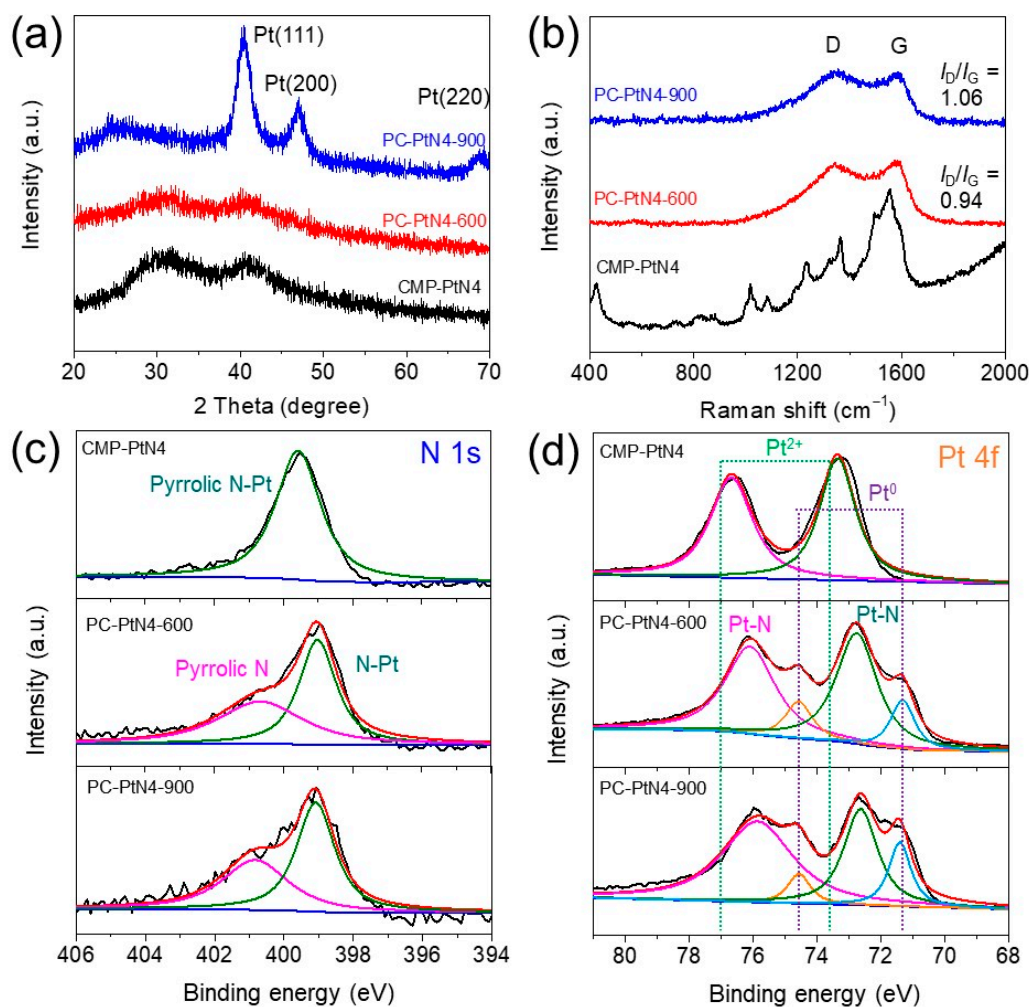 (a)
Pt(111)
Pt(200)
Pt(220)
PC-PtN4-900
PC-PtN4-600
CMP-PtN4
Intensity (a.u.)
20 30 40 50 60 70
2 Theta (degree)
(b)
D G
I_D/I_G =
1.06
PC-PtN4-900
I_D/I_G =
0.94
PC-PtN4-600
CMP-PtN4
Intensity (a.u.)
400 800 1200 1600 2000
Raman shift (cm⁻¹)
(c)
CMP-PtN4
N 1s
Pyrrolic N-Pt
PC-PtN4-600
Pyrrolic N
N-Pt
PC-PtN4-900
Intensity (a.u.)
406 404 402 400 398 396 394
Binding energy (eV)
(d)
CMP-PtN4
Pt²⁺
Pt 4f
Pt⁰
PC-PtN4-600
Pt-N
Pt-N
PC-PtN4-900
Intensity (a.u.)
80 78 76 74 72 70 68
Binding energy (eV)